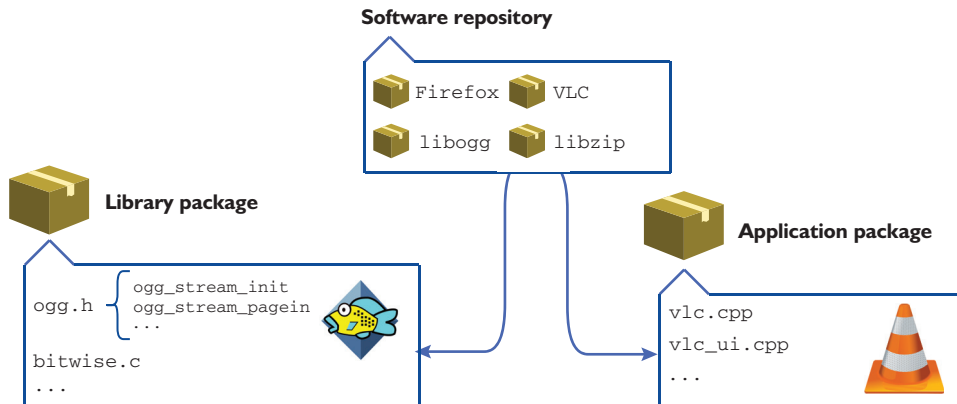 Software repository
Firefox VLC
libogg libzip
Library package
ogg.h
ogg_stream_init
ogg_stream_pagein
...
bitwise.c
...
Application package
vlc.cpp
vlc_ui.cpp
...